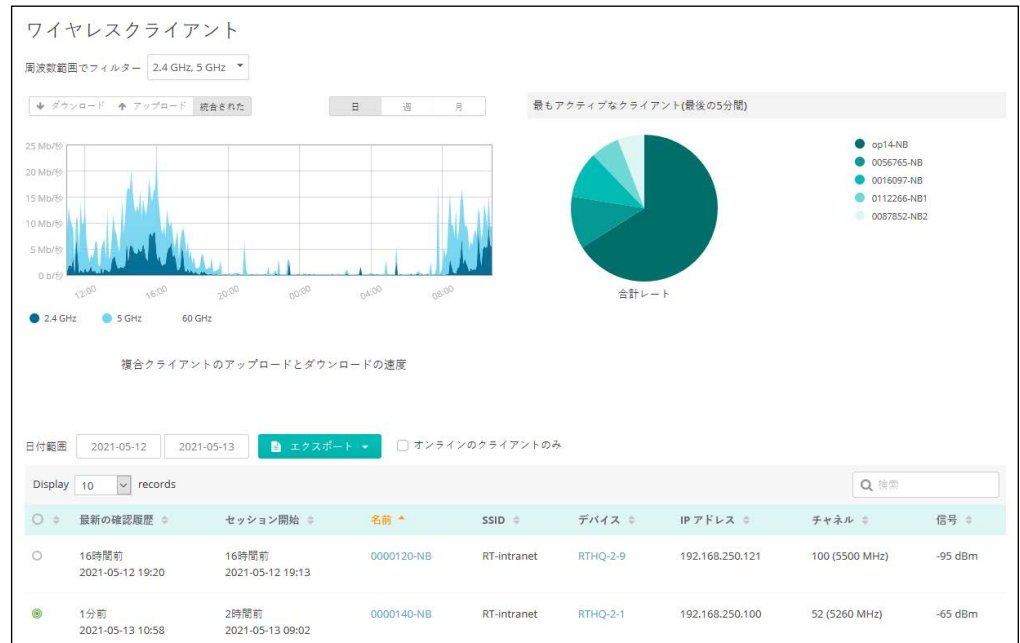 ワイヤレスクライアント
周波数範囲でフィルター 2.4 GHz, 5 GHz
ダウンロード アップロード 統合された 日 週 月
最もアクティブなクライアント(最後の5分間)
25 Mb/秒
20 Mb/秒
15 Mb/秒
10 Mb/秒
5 Mb/秒
0 b/秒
12:00 16:00 20:00 00:00 04:00 08:00
2.4 GHz 5 GHz 60 GHz
複合クライアントのアップロードとダウンロードの速度
op14-NB
0056765-NB
0016097-NB
0112266-NB1
0087852-NB2
合計レート
日付範囲 2021-05-12 2021-05-13 エクスポート オンラインのクライアントのみ
Display 10 records 検索
最新の確認履歴 セッション開始 名前 SSID デバイス IP アドレス チャネル 信号
16時間前 16時間前 0000120-NB RT-intranet RTHQ-2-9 192.168.250.121 100 (5500 MHz) -95 dBm
2021-05-12 19:20 2021-05-12 19:13
1分前 2時間前 0000140-NB RT-intranet RTHQ-2-1 192.168.250.100 52 (5260 MHz) -65 dBm
2021-05-13 10:58 2021-05-13 09:02